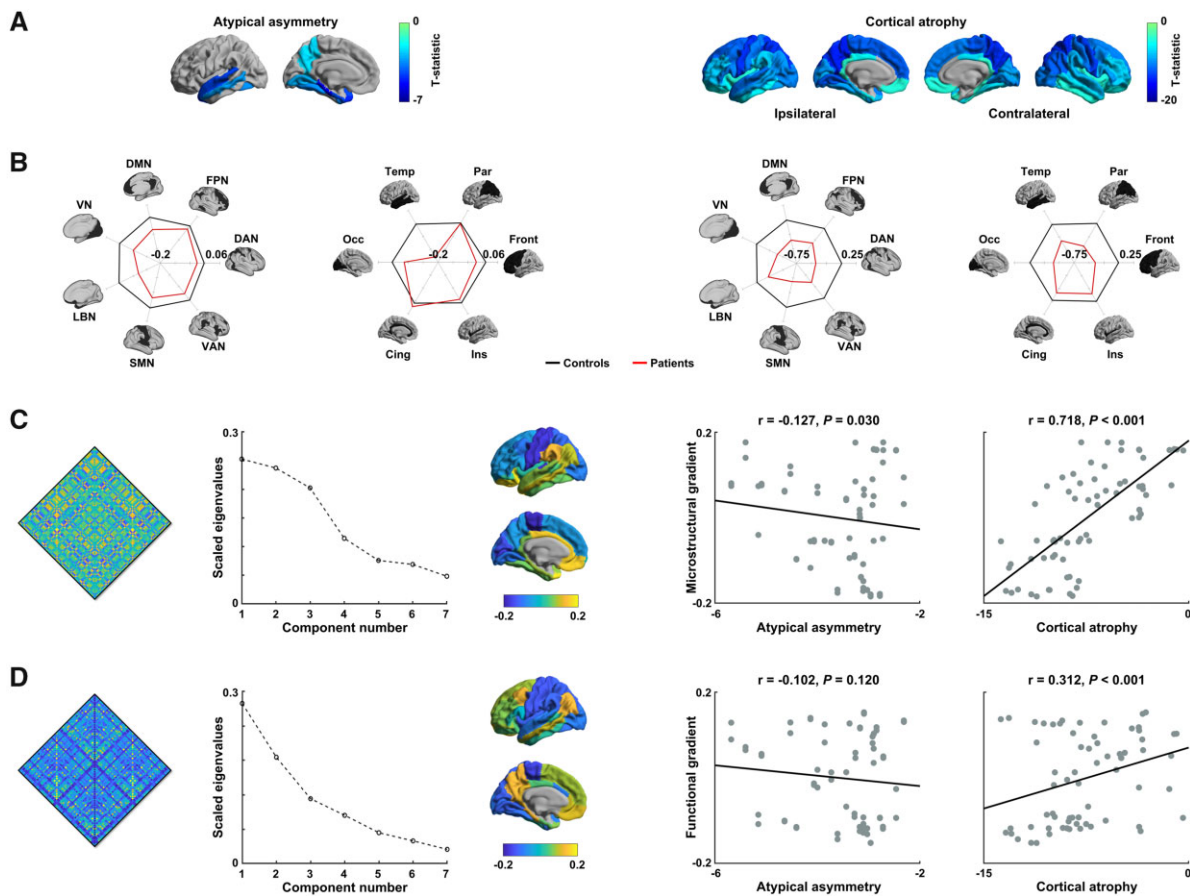 A
Atypical asymmetry
0
T-statistic
-7
Cortical atrophy
0
T-statistic
-20
Ipsilateral
Contralateral
B
DMN
FPN
VN
DAN
-0.2
0.06
LBN
SMN
VAN
Temp
Par
Occ
Front
-0.2
0.06
Cing
Ins
DMN
FPN
VN
DAN
-0.75
0.25
LBN
SMN
VAN
Temp
Par
Occ
Front
-0.75
0.25
Cing
Ins
Controls
Patients
C
0.3
Scaled eigenvalues
0
1 2 3 4 5 6 7
Component number
-0.2 0.2
r = -0.127, P = 0.030
0.2
Microstructural gradient
-0.2
-6 -2
Atypical asymmetry
r = 0.718, P < 0.001
-15 0
Cortical atrophy
D
0.3
Scaled eigenvalues
0
1 2 3 4 5 6 7
Component number
-0.2 0.2
r = -0.102, P = 0.120
0.2
Functional gradient
-0.2
-6 -2
Atypical asymmetry
r = 0.312, P < 0.001
-15 0
Cortical atrophy